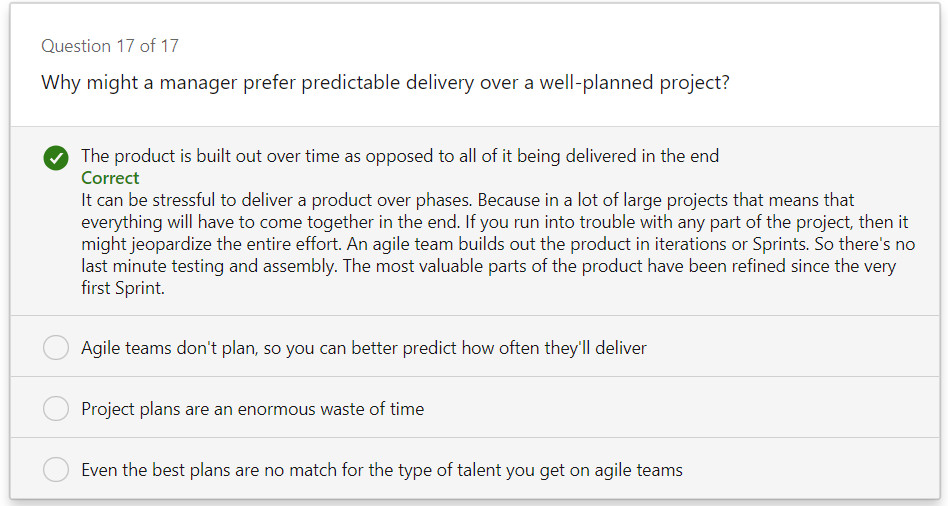 Question 17 of 17
Why might a manager prefer predictable delivery over a well-planned project?
The product is built out over time as opposed to all of it being delivered in the end
Correct
It can be stressful to deliver a product over phases. Because in a lot of large projects that means that
everything will have to come together in the end. If you run into trouble with any part of the project, then it
might jeopardize the entire effort. An agile team builds out the product in iterations or Sprints. So there's no
last minute testing and assembly. The most valuable parts of the product have been refined since the very
first Sprint.
Agile teams don't plan, so you can better predict how often they'll deliver
Project plans are an enormous waste of time
Even the best plans are no match for the type of talent you get on agile teams